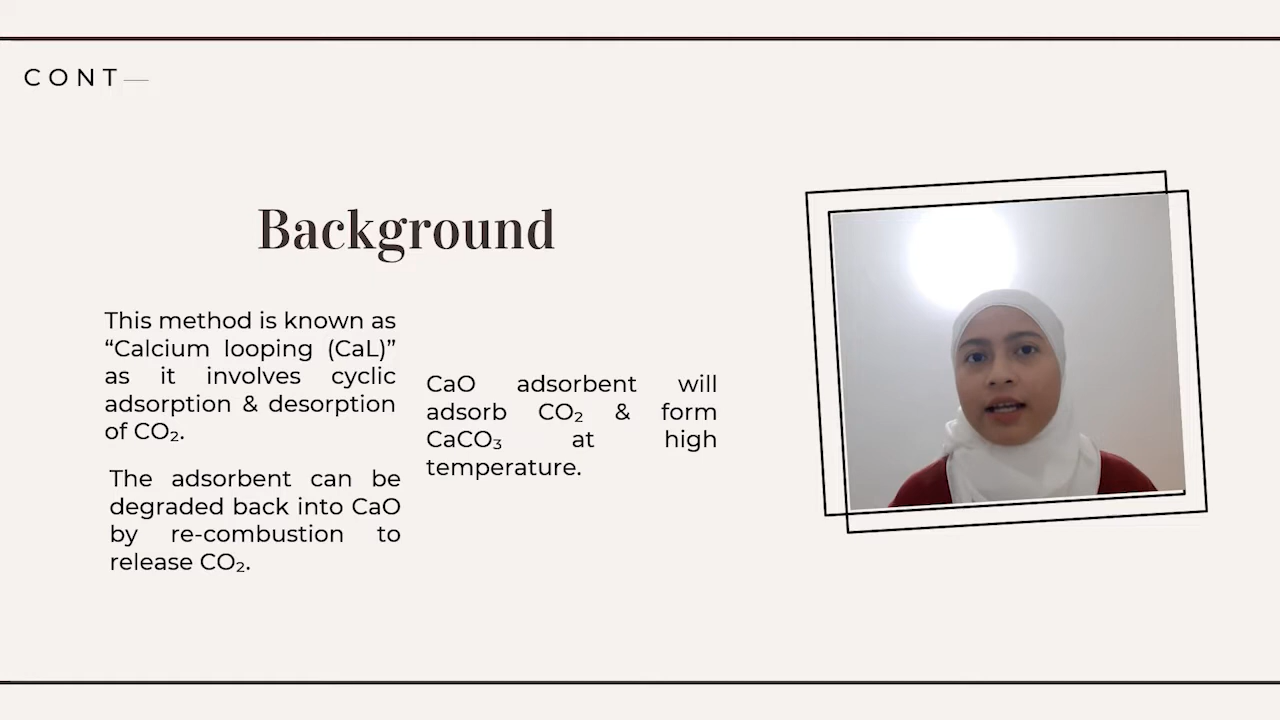 CONT—
Background
This method is known as
“Calcium looping (CaL)”
as it involves cyclic
adsorption & desorption
of CO₂.
CaO adsorbent will
adsorb CO₂ & form
CaCO₃ at high
temperature.
The adsorbent can be
degraded back into CaO
by re-combustion to
release CO₂.